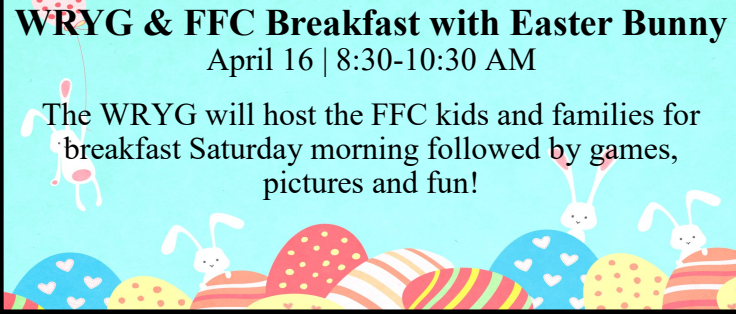 WRYG & FFC Breakfast with Easter Bunny
April 16 | 8:30-10:30 AM
The WRYG will host the FFC kids and families for
breakfast Saturday morning followed by games,
pictures and fun!